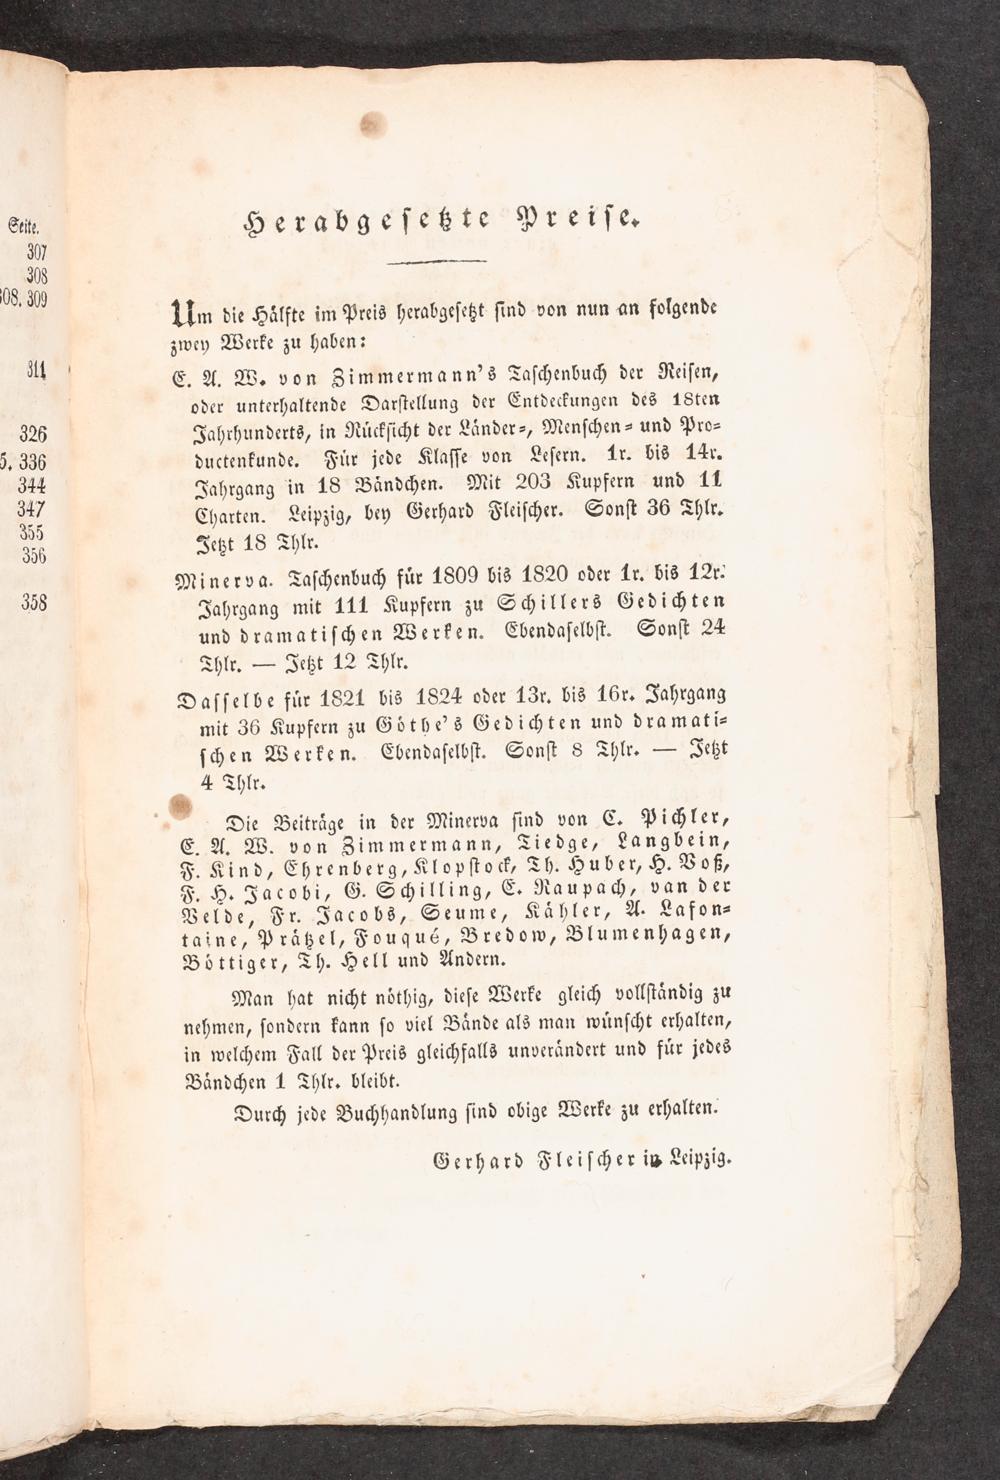 Seite.
307
308
308. 309
311
326
5. 336
344
347
355
356
358
Herabgesetzte Preise.
Um die Hälfte im Preis herabgesetzt sind von nun an folgende
zwey Werke zu haben:
E. A. W. von Zimmermann's Taschenbuch der Reisen,
oder unterhaltende Darstellung der Entdeckungen des 18ten
Jahrhunderts, in Rücksicht der Länder-, Menschen- und Pro-
ductenkunde. Für jede Klasse von Lesern. 1r. bis 14r.
Jahrgang in 18 Bändchen. Mit 203 Kupfern und 11
Charten. Leipzig, bey Gerhard Fleischer. Sonst 36 Thlr.
Jetzt 18 Thlr.
Minerva. Taschenbuch für 1809 bis 1820 oder 1r. bis 12r.
Jahrgang mit 111 Kupfern zu Schillers Gedichten
und dramatischen Werken. Ebendaselbst. Sonst 24
Thlr. — Jetzt 12 Thlr.
Dasselbe für 1821 bis 1824 oder 13r. bis 16r. Jahrgang
mit 36 Kupfern zu Göthe's Gedichten und dramati-
schen Werken. Ebendaselbst. Sonst 8 Thlr. — Jetzt
4 Thlr.
Die Beiträge in der Minerva sind von C. Pichler,
E. A. W. von Zimmermann, Tiedge, Langbein,
F. Kind, Ehrenberg, Klopstock, Th. Huber, H. Voß,
F. H. Jacobi, G. Schilling, E. Raupach, van der
Velde, Fr. Jacobs, Seume, Kähler, A. Lafon-
taine, Prätzel, Fouqué, Bredow, Blumenhagen,
Böttiger, Th. Hell und Andern.
Man hat nicht nöthig, diese Werke gleich vollständig zu
nehmen, sondern kann so viel Bände als man wünscht erhalten,
in welchem Fall der Preis gleichfalls unverändert und für jedes
Bändchen 1 Thlr. bleibt.
Durch jede Buchhandlung sind obige Werke zu erhalten.
Gerhard Fleischer in Leipzig.